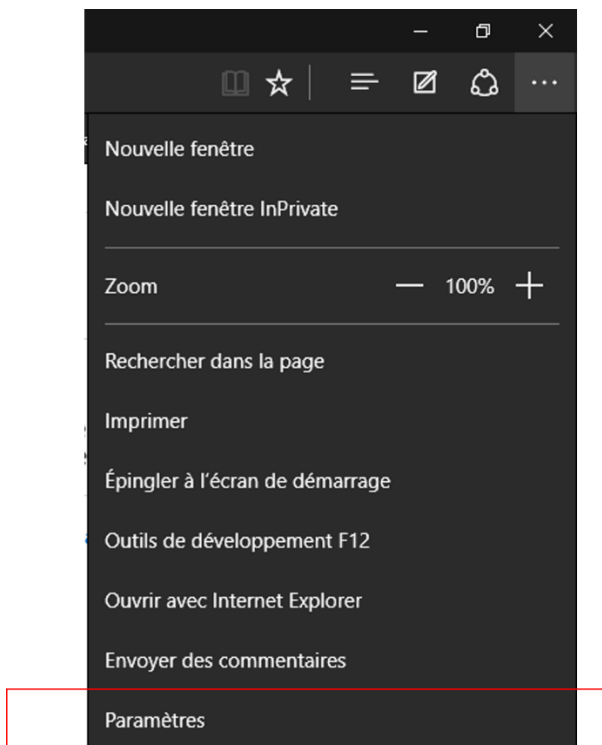 Nouvelle fenêtre
Nouvelle fenêtre InPrivate
Zoom — 100% +
Rechercher dans la page
Imprimer
Épingler à l'écran de démarrage
Outils de développement F12
Ouvrir avec Internet Explorer
Envoyer des commentaires
Paramètres